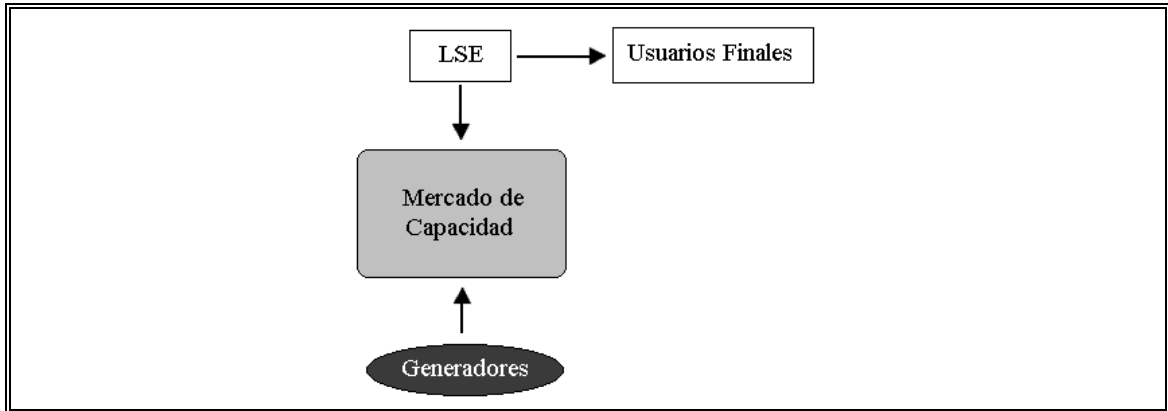 LSE
Usuarios Finales
Mercado de
Capacidad
Generadores